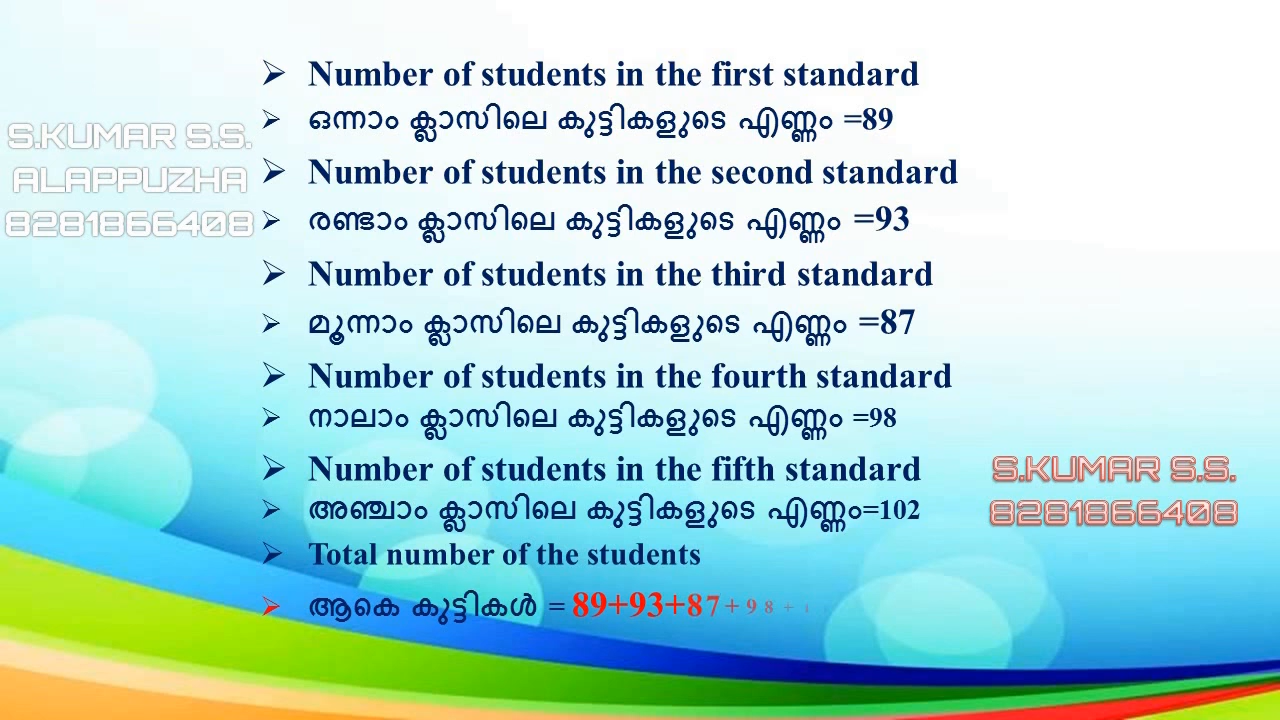 S.KUMAR S.S.
ALAPPUZHA
8281866408
Number of students in the first standard
ഒന്നാം ക്ലാസിലെ കുട്ടികളുടെ എണ്ണം =89
Number of students in the second standard
രണ്ടാം ക്ലാസിലെ കുട്ടികളുടെ എണ്ണം =93
Number of students in the third standard
മൂന്നാം ക്ലാസിലെ കുട്ടികളുടെ എണ്ണം =87
Number of students in the fourth standard
നാലാം ക്ലാസിലെ കുട്ടികളുടെ എണ്ണം =98
Number of students in the fifth standard
അഞ്ചാം ക്ലാസിലെ കുട്ടികളുടെ എണ്ണം=102
Total number of the students
ആകെ കുട്ടികൾ = 89+93+87+98+
S.KUMAR S.S.
8281866408